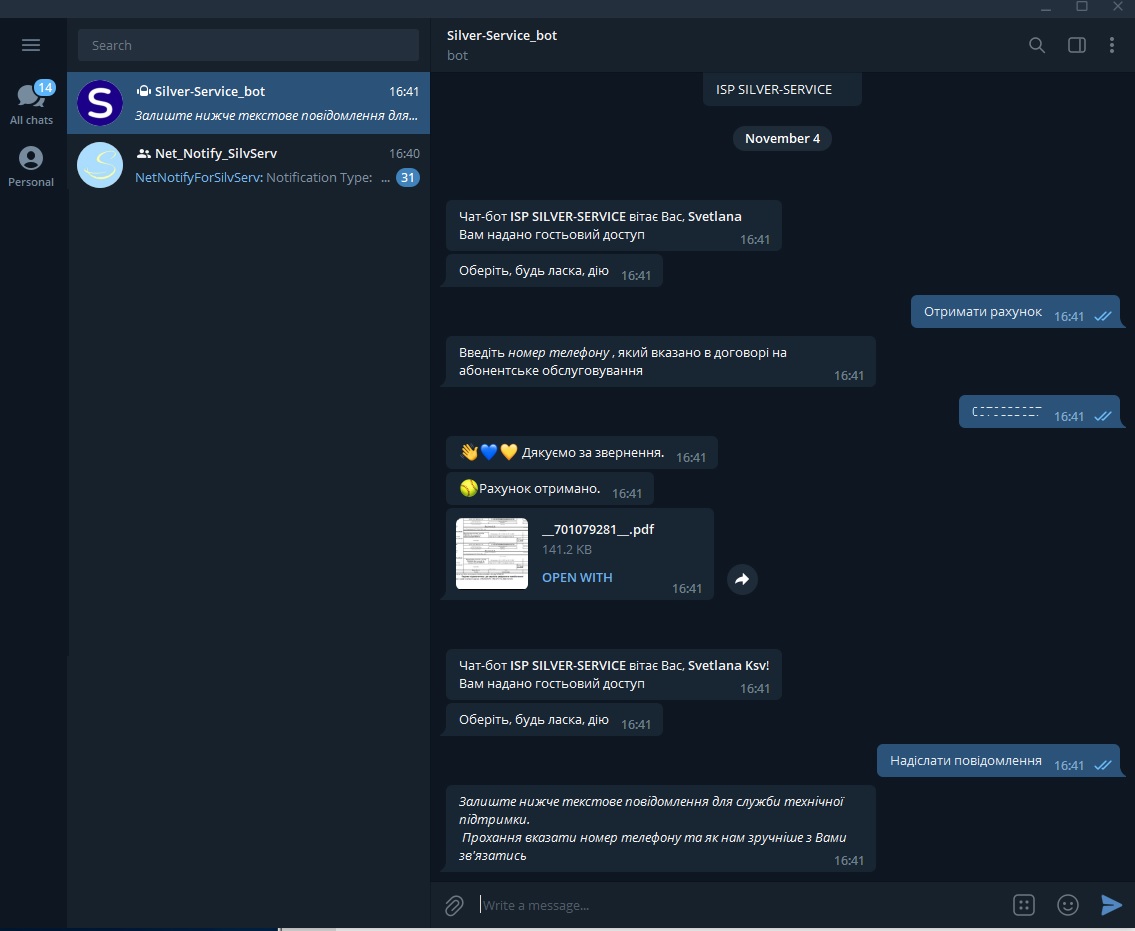 Search
Silver-Service_bot
bot
14
All chats
Personal
S
Silver-Service_bot
16:41
Залиште нижче текстове повідомлення для...
Net_Notify_SilvServ
16:40
NetNotifyForSilvServ: Notification Type: ...
31
ISP SILVER-SERVICE
November 4
Чат-бот ISP SILVER-SERVICE вітає Вас, Svetlana
Вам надано гостьовий доступ
16:41
Оберіть, будь ласка, дію
16:41
Отримати рахунок
16:41
Введіть номер телефону , який вказано в договорі на
абонентське обслуговування
16:41
16:41
Дякуємо за звернення.
16:41
Рахунок отримано.
16:41
__701079281__.pdf
141.2 KB
OPEN WITH
16:41
Чат-бот ISP SILVER-SERVICE вітає Вас, Svetlana Ksv!
Вам надано гостьовий доступ
16:41
Оберіть, будь ласка, дію
16:41
Надіслати повідомлення
16:41
Залиште нижче текстове повідомлення для служби технічної
підтримки.
Прохання вказати номер телефону та як нам зручніше з Вами
зв'язатись
16:41
Write a message...